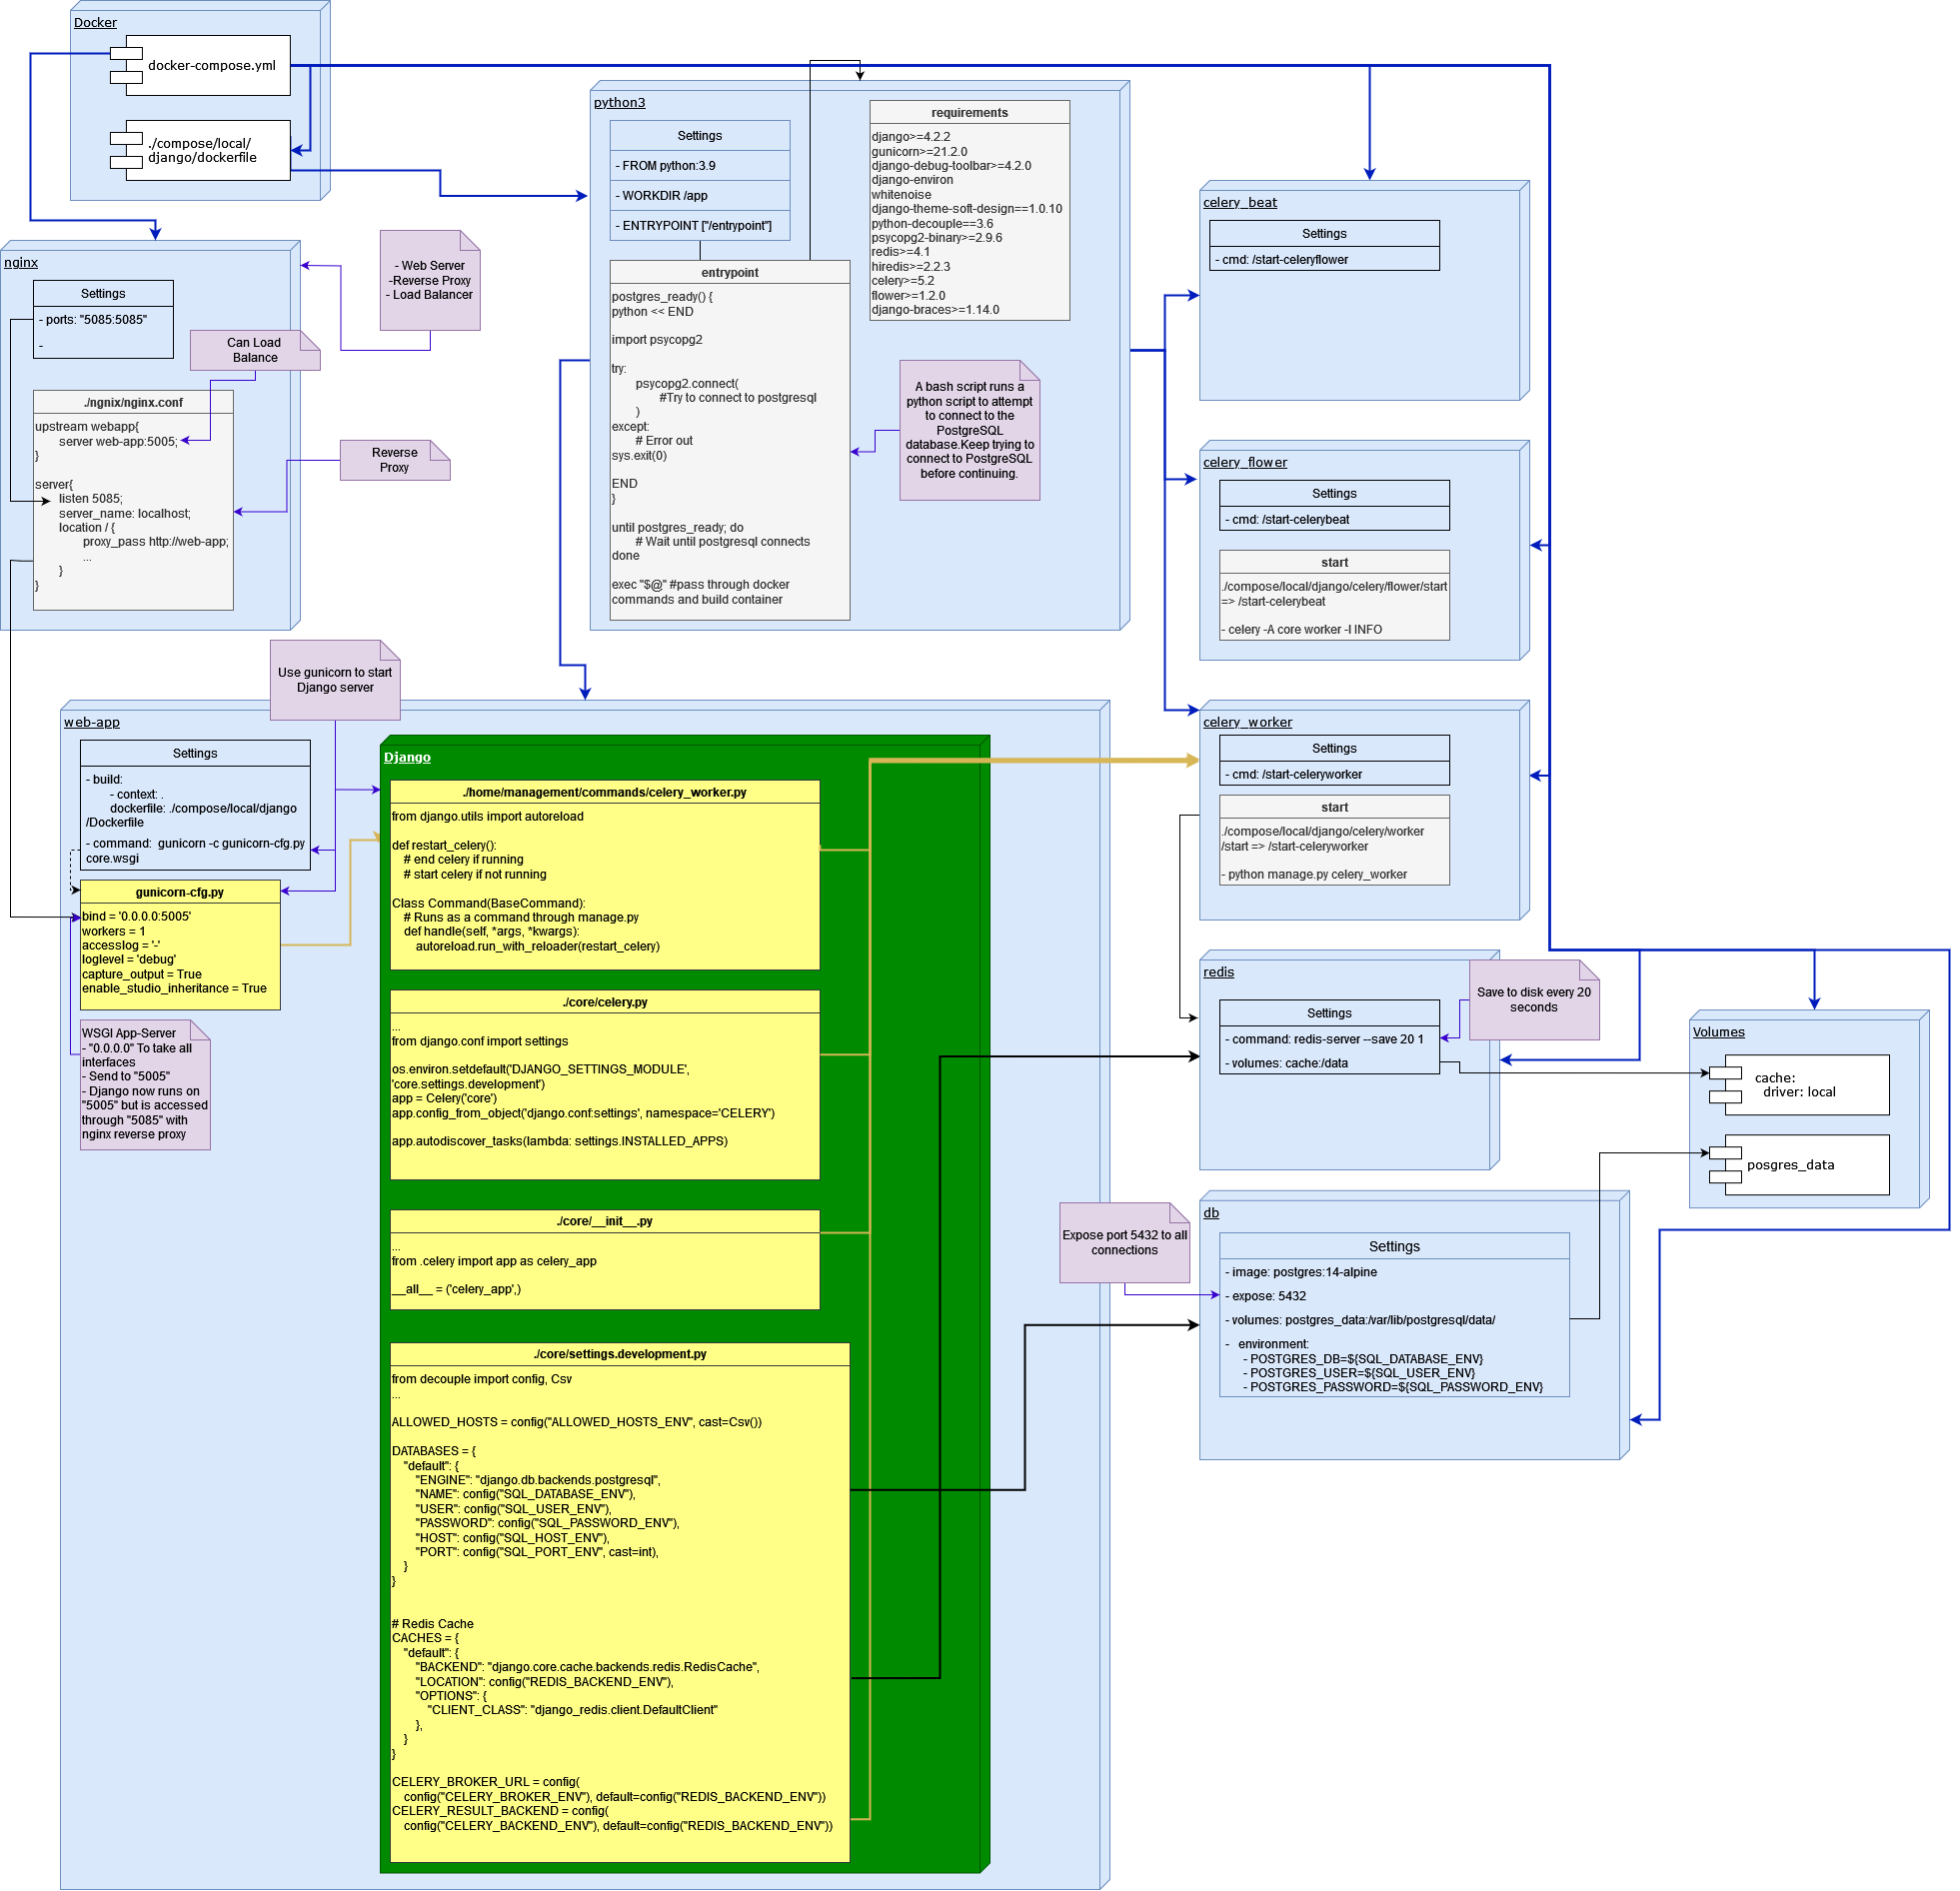 Docker
docker-compose.yml
./compose/local/
django/dockerfile
nginx
Settings
- ports: "5085:5085"
-
- Web Server
-Reverse Proxy
- Load Balancer
Can Load
Balance
./ngnix/nginx.conf
upstream webapp{
server web-app:5005;
}
server{
listen 5085;
server_name: localhost;
location / {
proxy_pass http://web-app;
...
}
}
Reverse
Proxy
python3
Settings
- FROM python:3.9
- WORKDIR /app
- ENTRYPOINT ["/entrypoint"]
entrypoint
postgres_ready() {
python << END
import psycopg2
try:
psycopg2.connect(
#Try to connect to postgresql
)
except:
# Error out
sys.exit(0)
END
}
until postgres_ready; do
# Wait until postgresql connects
done
exec "$@" #pass through docker
commands and build container
requirements
django>=4.2.2
gunicorn>=21.2.0
django-debug-toolbar>=4.2.0
django-environ
whitenoise
django-theme-soft-design==1.0.10
python-decouple==3.6
psycopg2-binary>=2.9.6
redis>=4.1
hiredis>=2.2.3
celery>=5.2
flower>=1.2.0
django-braces>=1.14.0
A bash script runs a
python script to attempt
to connect to the
PostgreSQL
database.Keep trying to
connect to PostgreSQL
before continuing.
celery_beat
Settings
- cmd: /start-celeryflower
celery_flower
Settings
- cmd: /start-celerybeat
start
./compose/local/django/celery/flower/start
=> /start-celerybeat
- celery -A core worker -l INFO
Use gunicorn to start
Django server
web-app
Settings
- build:
- context: .
dockerfile: ./compose/local/django
/Dockerfile
- command: gunicorn -c gunicorn-cfg.py
core.wsgi
gunicorn-cfg.py
bind = '0.0.0.0:5005'
workers = 1
accesslog = '-'
loglevel = 'debug'
capture_output = True
enable_studio_inheritance = True
WSGI App-Server
- "0.0.0.0" To take all
interfaces
- Send to "5005"
- Django now runs on
"5005" but is accessed
through "5085" with
nginx reverse proxy
Django
./home/management/commands/celery_worker.py
from django.utils import autoreload
def restart_celery():
# end celery if running
# start celery if not running
Class Command(BaseCommand):
# Runs as a command through manage.py
def handle(self, *args, *kwargs):
autoreload.run_with_reloader(restart_celery)
./core/celery.py
...
from django.conf import settings
os.environ.setdefault('DJANGO_SETTINGS_MODULE',
'core.settings.development')
app = Celery('core')
app.config_from_object('django.conf:settings', namespace='CELERY')
app.autodiscover_tasks(lambda: settings.INSTALLED_APPS)
./core/__init__.py
...
from .celery import app as celery_app
__all__ = ('celery_app',)
./core/settings.development.py
from decouple import config, Csv
...
ALLOWED_HOSTS = config("ALLOWED_HOSTS_ENV", cast=Csv())
DATABASES = {
"default": {
"ENGINE": "django.db.backends.postgresql",
"NAME": config("SQL_DATABASE_ENV"),
"USER": config("SQL_USER_ENV"),
"PASSWORD": config("SQL_PASSWORD_ENV"),
"HOST": config("SQL_HOST_ENV"),
"PORT": config("SQL_PORT_ENV", cast=int),
}
}
# Redis Cache
CACHES = {
"default": {
"BACKEND": "django.core.cache.backends.redis.RedisCache",
"LOCATION": config("REDIS_BACKEND_ENV"),
"OPTIONS": {
"CLIENT_CLASS": "django_redis.client.DefaultClient"
},
}
}
CELERY_BROKER_URL = config(
config("CELERY_BROKER_ENV"), default=config("REDIS_BACKEND_ENV"))
CELERY_RESULT_BACKEND = config(
config("CELERY_BACKEND_ENV"), default=config("REDIS_BACKEND_ENV"))
celery_worker
Settings
- cmd: /start-celeryworker
start
./compose/local/django/celery/worker
/start => /start-celeryworker
- python manage.py celery_worker
redis
Settings
- command: redis-server --save 20 1
- volumes: cache:/data
Save to disk every 20
seconds
Volumes
cache:
driver: local
posgres_data
Expose port 5432 to all
connections
db
Settings
- image: postgres:14-alpine
- expose: 5432
- volumes: postgres_data:/var/lib/postgresql/data/
- environment:
- POSTGRES_DB=${SQL_DATABASE_ENV}
- POSTGRES_USER=${SQL_USER_ENV}
- POSTGRES_PASSWORD=${SQL_PASSWORD_ENV}